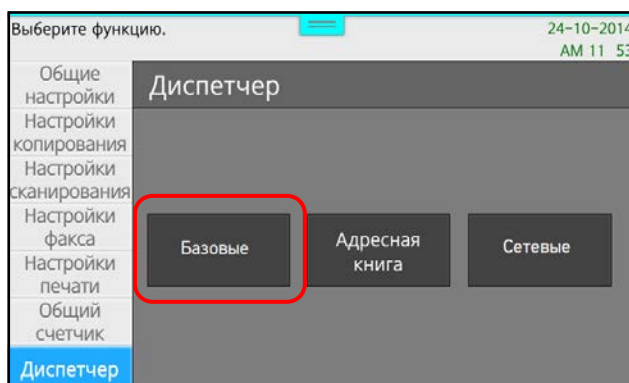 Выберите функцию.
24-10-2014
AM 11 53
Общие
настройки
Настройки
копирования
Настройки
сканирования
Настройки
факса
Настройки
печати
Общий
счетчик
Диспетчер
Диспетчер
Базовые
Адресная
книга
Сетевые